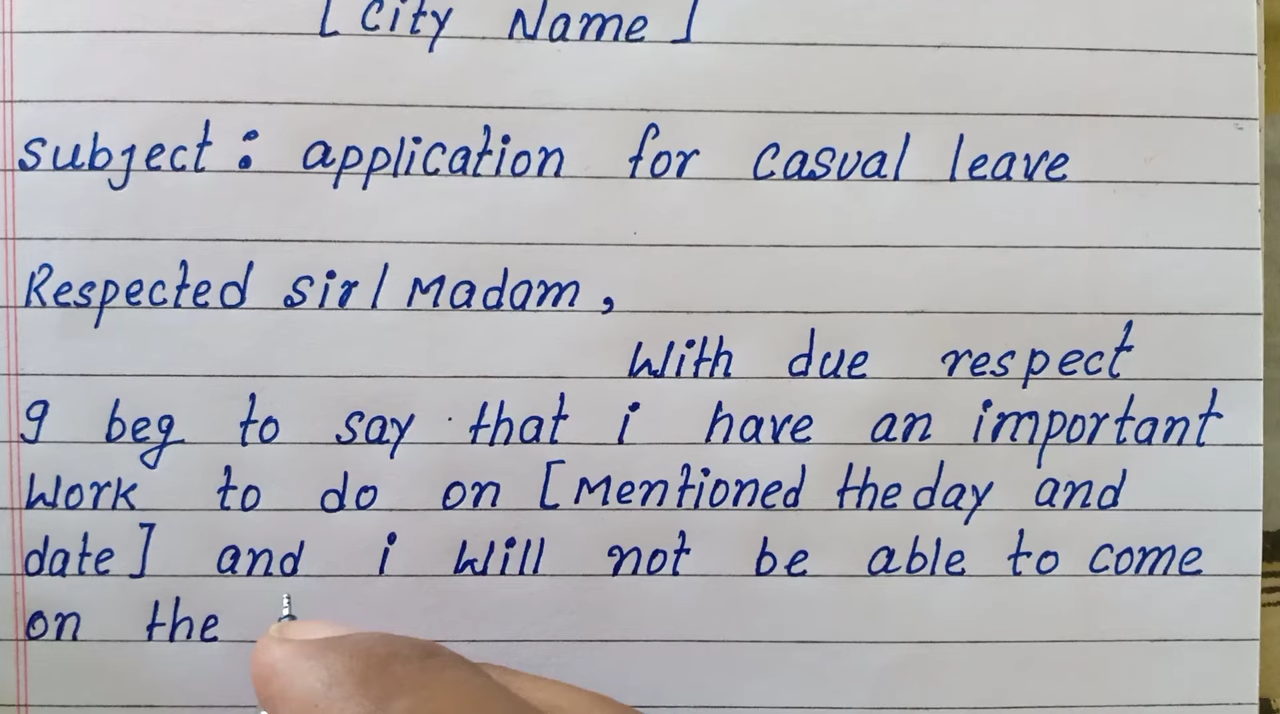 [City Name]
subject: application for casual leave
Respected sir/Madam,
With due respect
I beg to say that i have an important
work to do on [Mentioned the day and
date] and i will not be able to come
on the